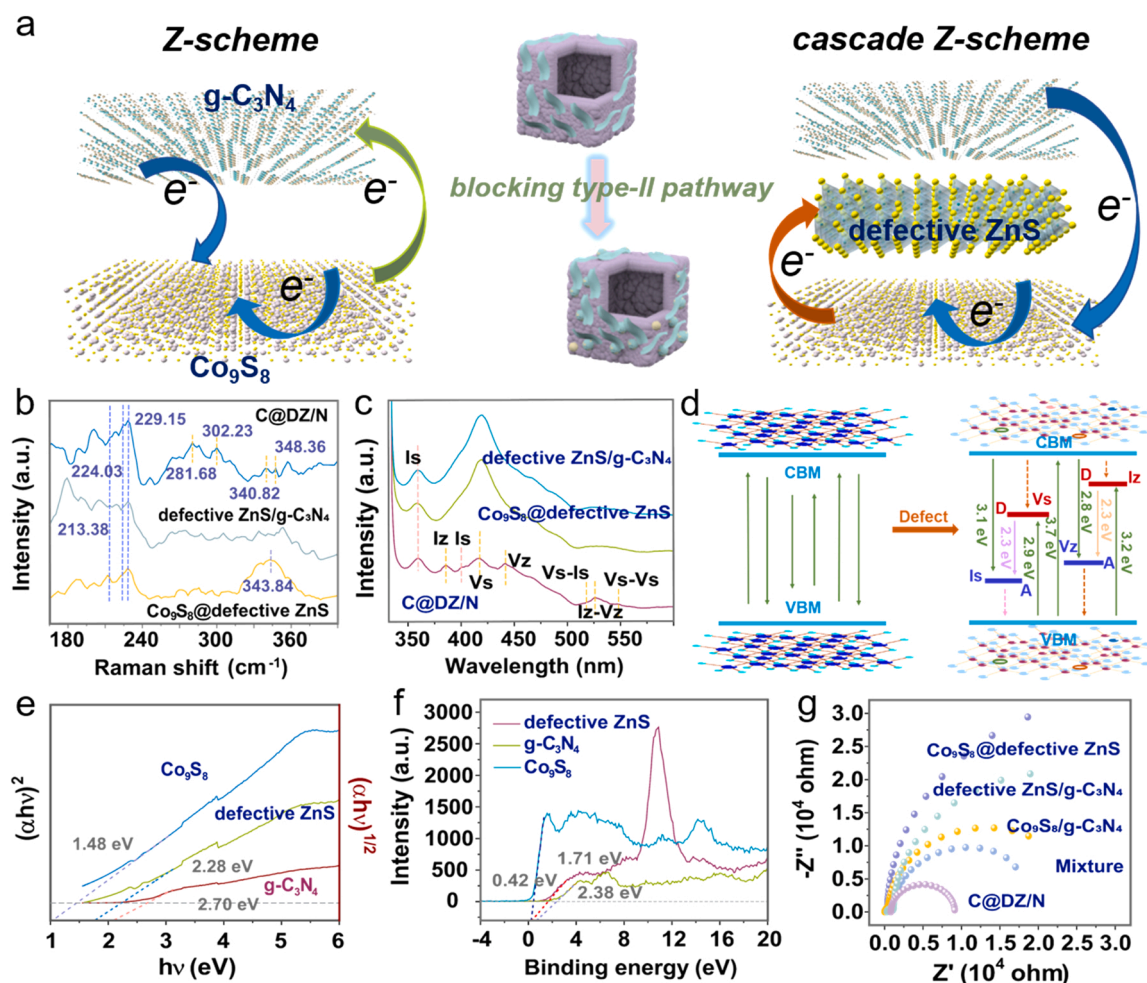 a
Z-scheme
cascade Z-scheme
g-C₃N₄
e⁻
e⁻
e⁻
Co₉S₈
blocking type-II pathway
defective ZnS
e⁻
e⁻
e⁻
b
Intensity (a.u.)
C@DZ/N
229.15
302.23
348.36
224.03
281.68
340.82
213.38
defective ZnS/g-C₃N₄
343.84
Co₉S₈@defective ZnS
180 240 300 360
Raman shift (cm⁻¹)
c
Intensity (a.u.)
Is
defective ZnS/g-C₃N₄
Co₉S₈@defective ZnS
Iz Is
Vs
Vz
Vs-Is
Vs-Vs
Iz-Vz
C@DZ/N
350 400 450 500 550
Wavelength (nm)
d
CBM
VBM
Defect
CBM
D
Vs
D
Iz
3.1 eV
2.3 eV
2.9 eV
3.7 eV
2.8 eV
2.3 eV
3.2 eV
Is
A
Vz
A
VBM
e
(αhν)²
(αhν)¹ᐟ²
Co₉S₈
defective ZnS
1.48 eV
2.28 eV
g-C₃N₄
2.70 eV
1 2 3 4 5 6
hν (eV)
f
Intensity (a.u.)
3000
2500
2000
1500
1000
500
0
defective ZnS
g-C₃N₄
Co₉S₈
1.71 eV
0.42 eV
2.38 eV
-4 0 4 8 12 16 20
Binding energy (eV)
g
-Z'' (10⁴ ohm)
3.0
2.5
2.0
1.5
1.0
0.5
0.0
Co₉S₈@defective ZnS
defective ZnS/g-C₃N₄
Co₉S₈/g-C₃N₄
Mixture
C@DZ/N
0.0 0.5 1.0 1.5 2.0 2.5 3.0
Z' (10⁴ ohm)